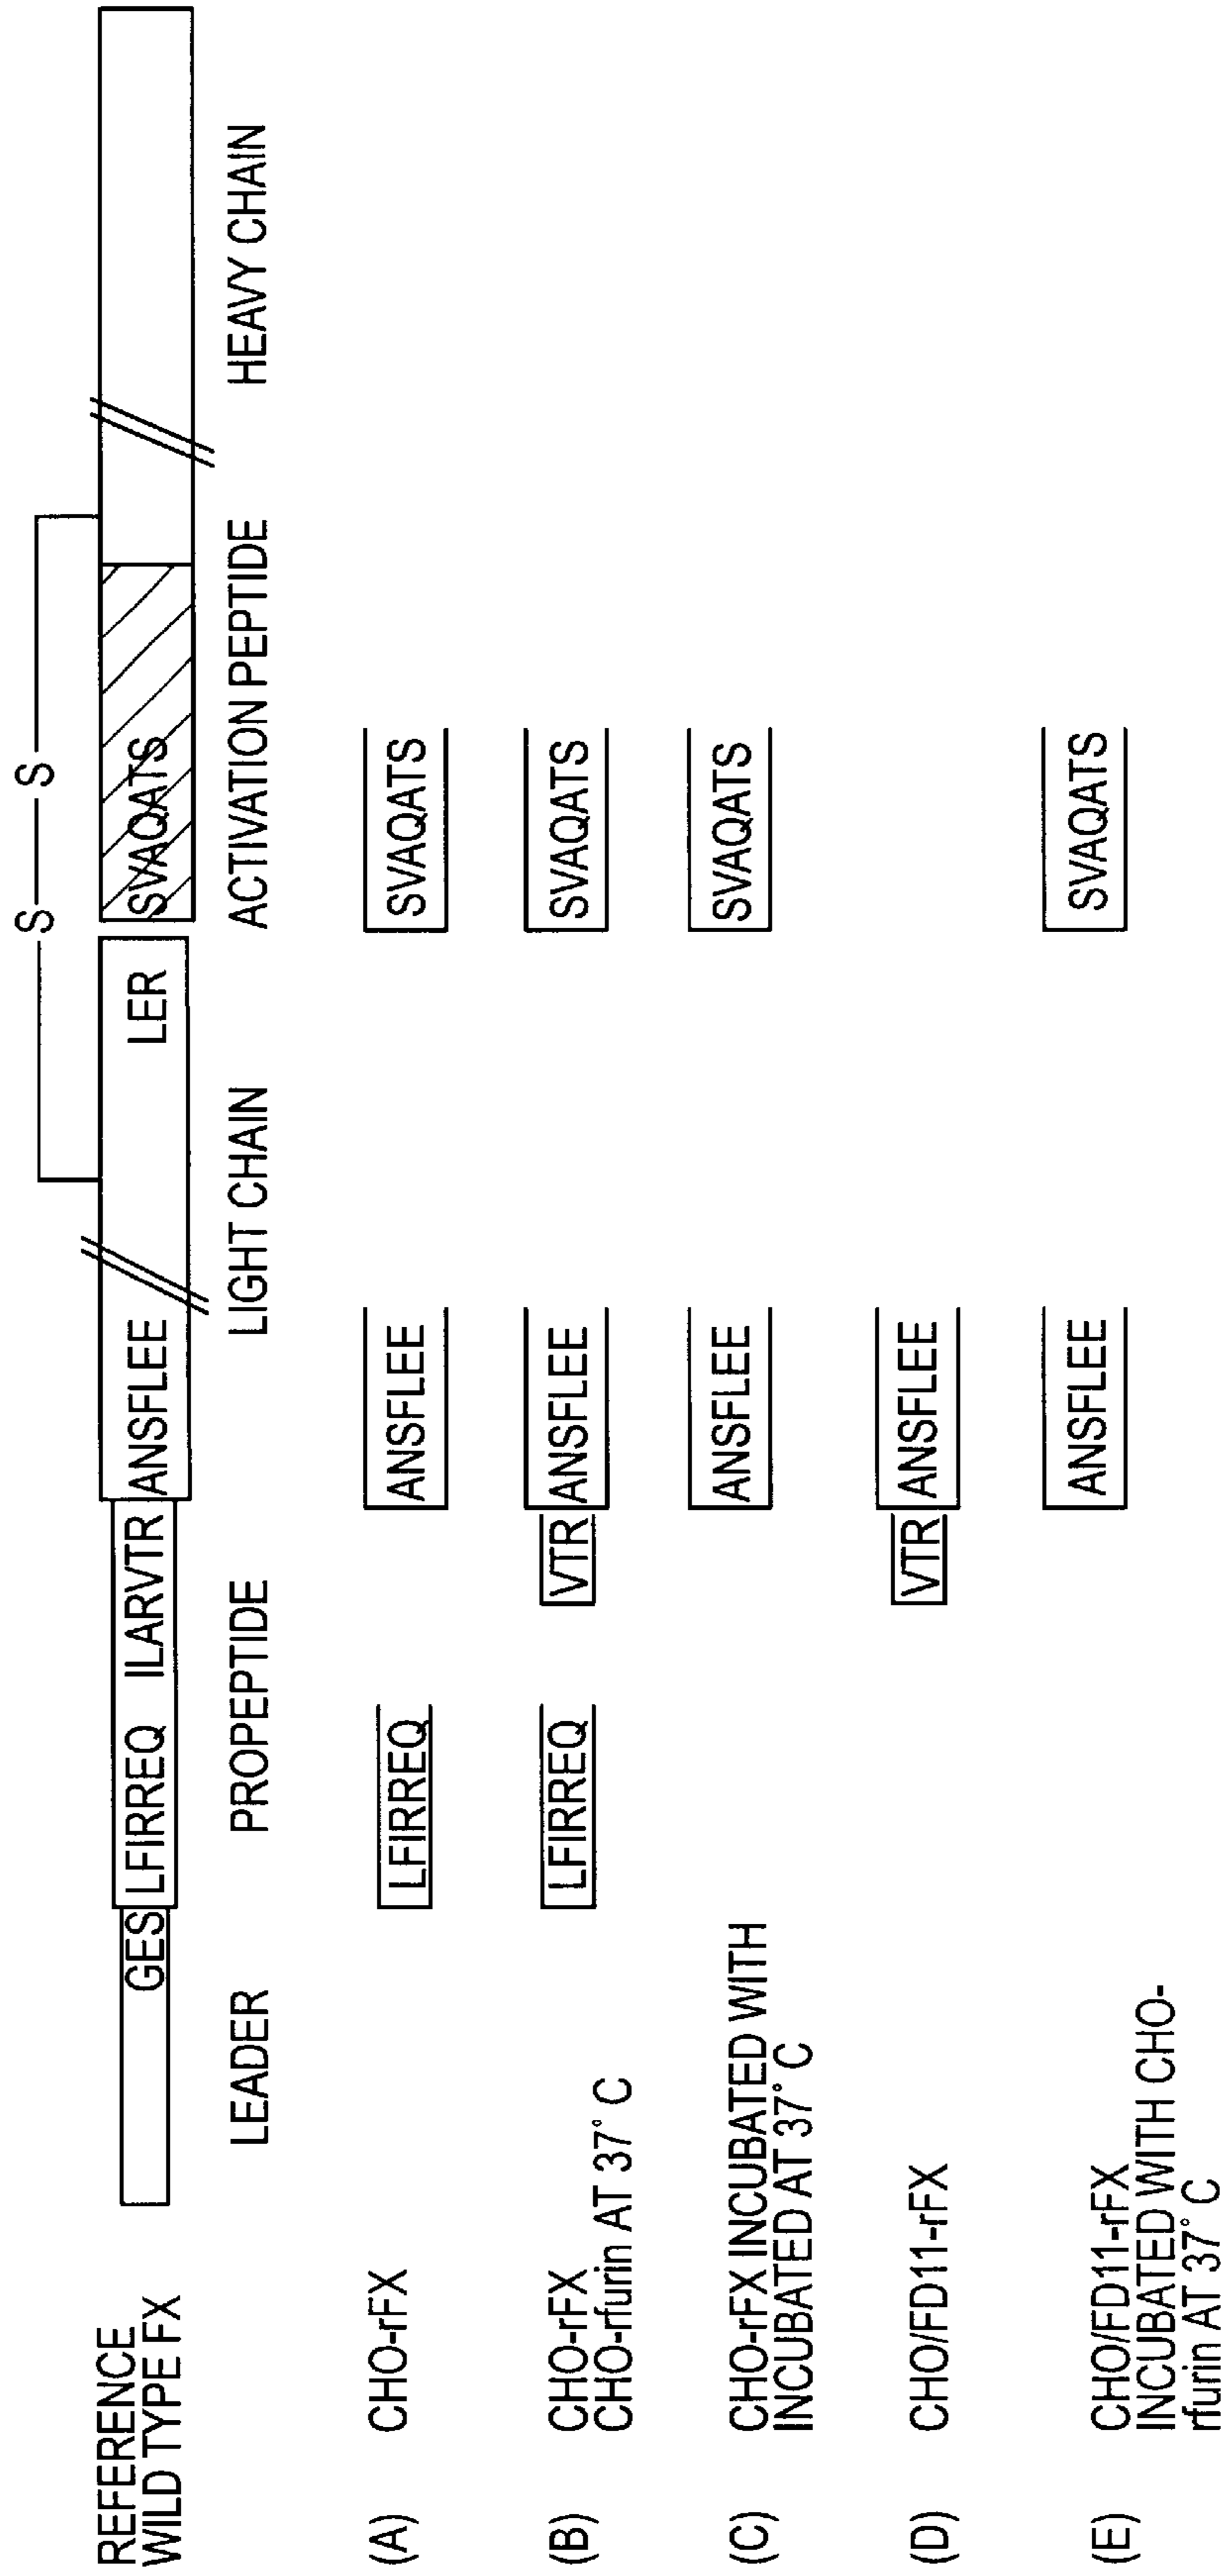 S — S
REFERENCE
WILD TYPE FX
GES LFIRREQ ILARVTR ANSFLEE LER SVAQATS
LEADER PROPEPTIDE LIGHT CHAIN ACTIVATION PEPTIDE HEAVY CHAIN
(A) CHO-rFX LFIRREQ ANSFLEE SVAQATS
(B) CHO-rFX LFIRREQ VTR ANSFLEE SVAQATS
CHO-rfurin AT 37° C
(C) CHO-rFX INCUBATED WITH ANSFLEE SVAQATS
INCUBATED AT 37° C
(D) CHO/FD11-rFX VTR ANSFLEE
(E) CHO/FD11-rFX ANSFLEE SVAQATS
INCUBATED WITH CHO-
rfurin AT 37° C